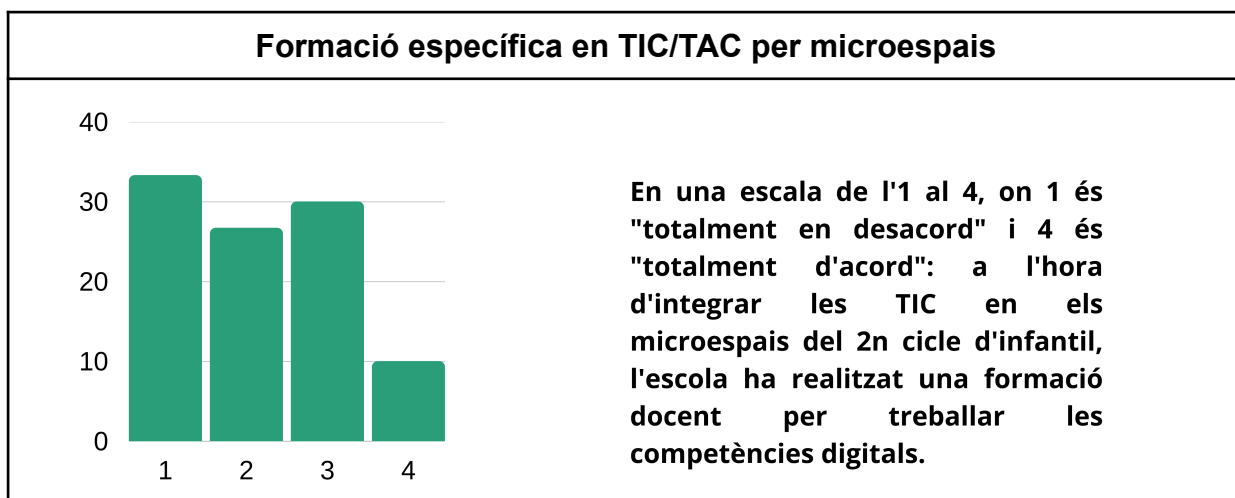 Formació específica en TIC/TAC per microespais
40
30
20
10
0
1 2 3 4
En una escala de l'1 al 4, on 1 és
"totalment en desacord" i 4 és
"totalment d'acord": a l'hora
d'integrar les TIC en els
microespais del 2n cicle d'infantil,
l'escola ha realitzat una formació
docent per treballar les
competències digitals.